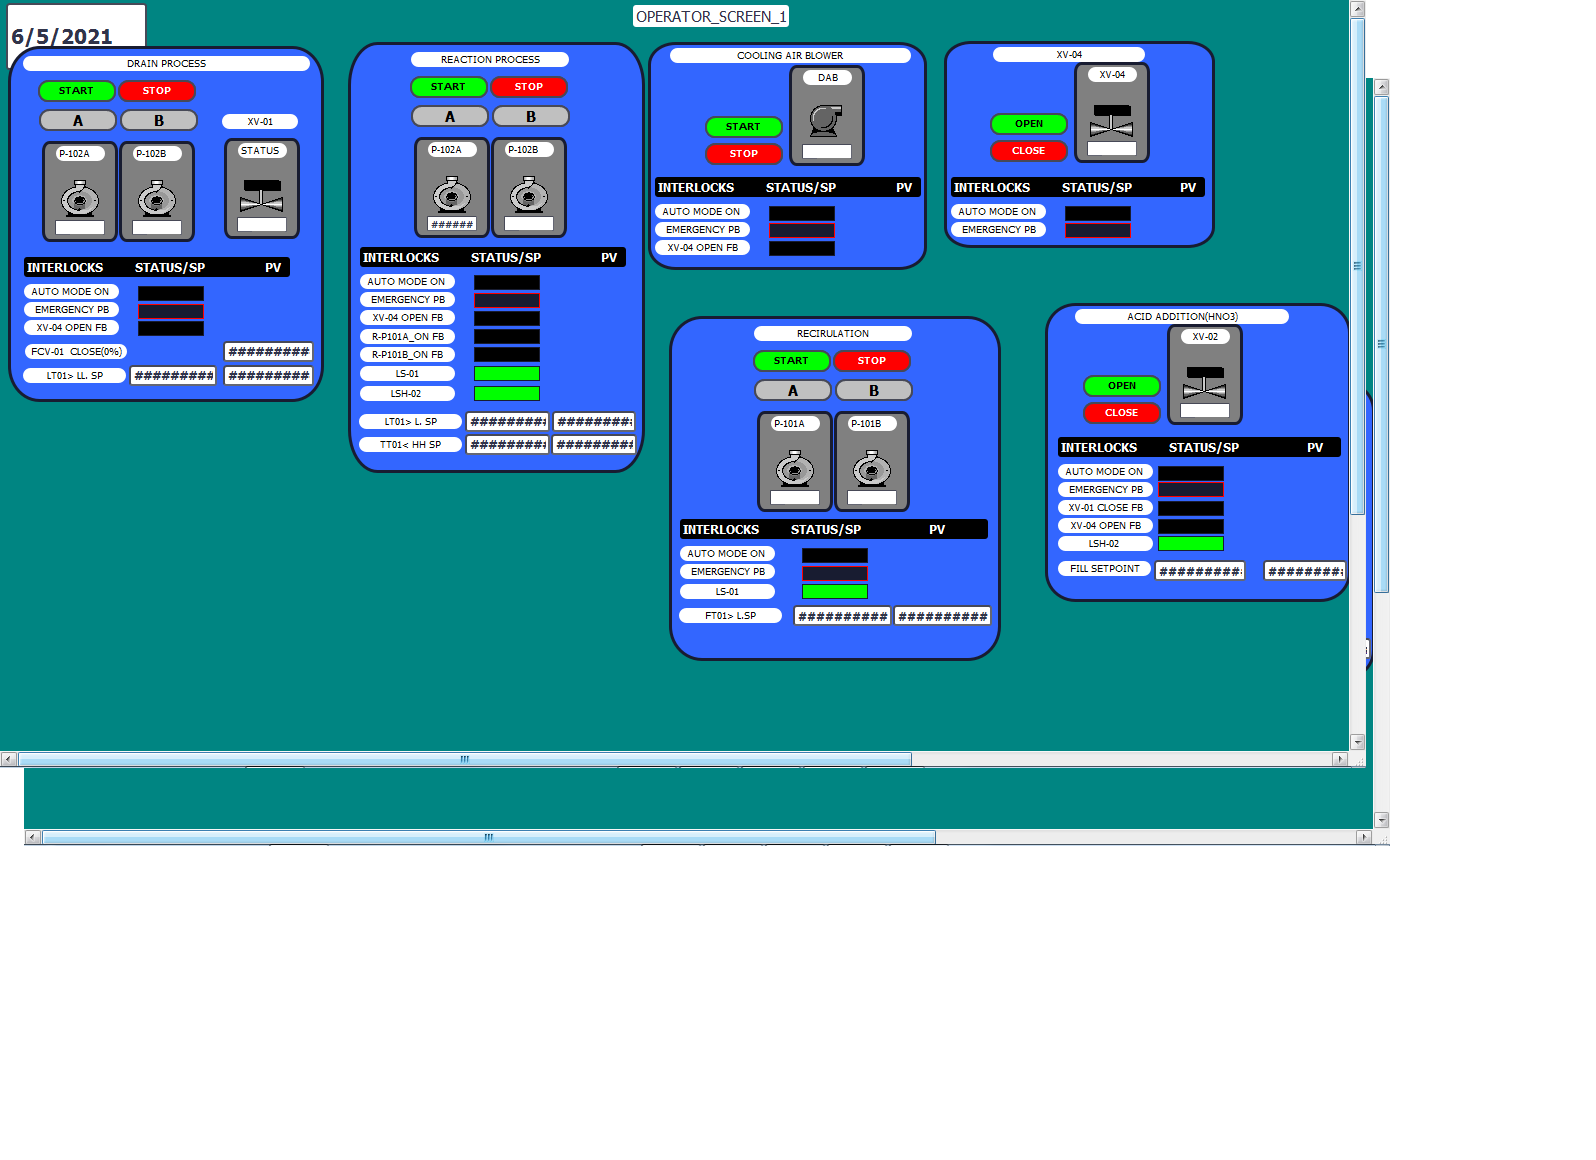 OPERATOR_SCREEN_1
6/5/2021
DRAIN PROCESS
START STOP
A B
XV-01
P-102A P-102B STATUS
INTERLOCKS STATUS/SP PV
AUTO MODE ON
EMERGENCY PB
XV-04 OPEN FB
FCV-01 CLOSE(0%) #########
LT01> LL. SP ######### #########
REACTION PROCESS
START STOP
A B
P-102A P-102B
######
INTERLOCKS STATUS/SP PV
AUTO MODE ON
EMERGENCY PB
XV-04 OPEN FB
R-P101A_ON FB
R-P101B_ON FB
LS-01
LSH-02
LT01> L. SP ######### #########
TT01< HH SP ######### #########
COOLING AIR BLOWER
DAB
START
STOP
INTERLOCKS STATUS/SP PV
AUTO MODE ON
EMERGENCY PB
XV-04 OPEN FB
XV-04
XV-04
OPEN
CLOSE
INTERLOCKS STATUS/SP PV
AUTO MODE ON
EMERGENCY PB
RECIRULATION
START STOP
A B
P-101A P-101B
INTERLOCKS STATUS/SP PV
AUTO MODE ON
EMERGENCY PB
LS-01
FT01> L.SP ########## ##########
ACID ADDITION(HNO3)
XV-02
OPEN
CLOSE
INTERLOCKS STATUS/SP PV
AUTO MODE ON
EMERGENCY PB
XV-01 CLOSE FB
XV-04 OPEN FB
LSH-02
FILL SETPOINT ######### ########